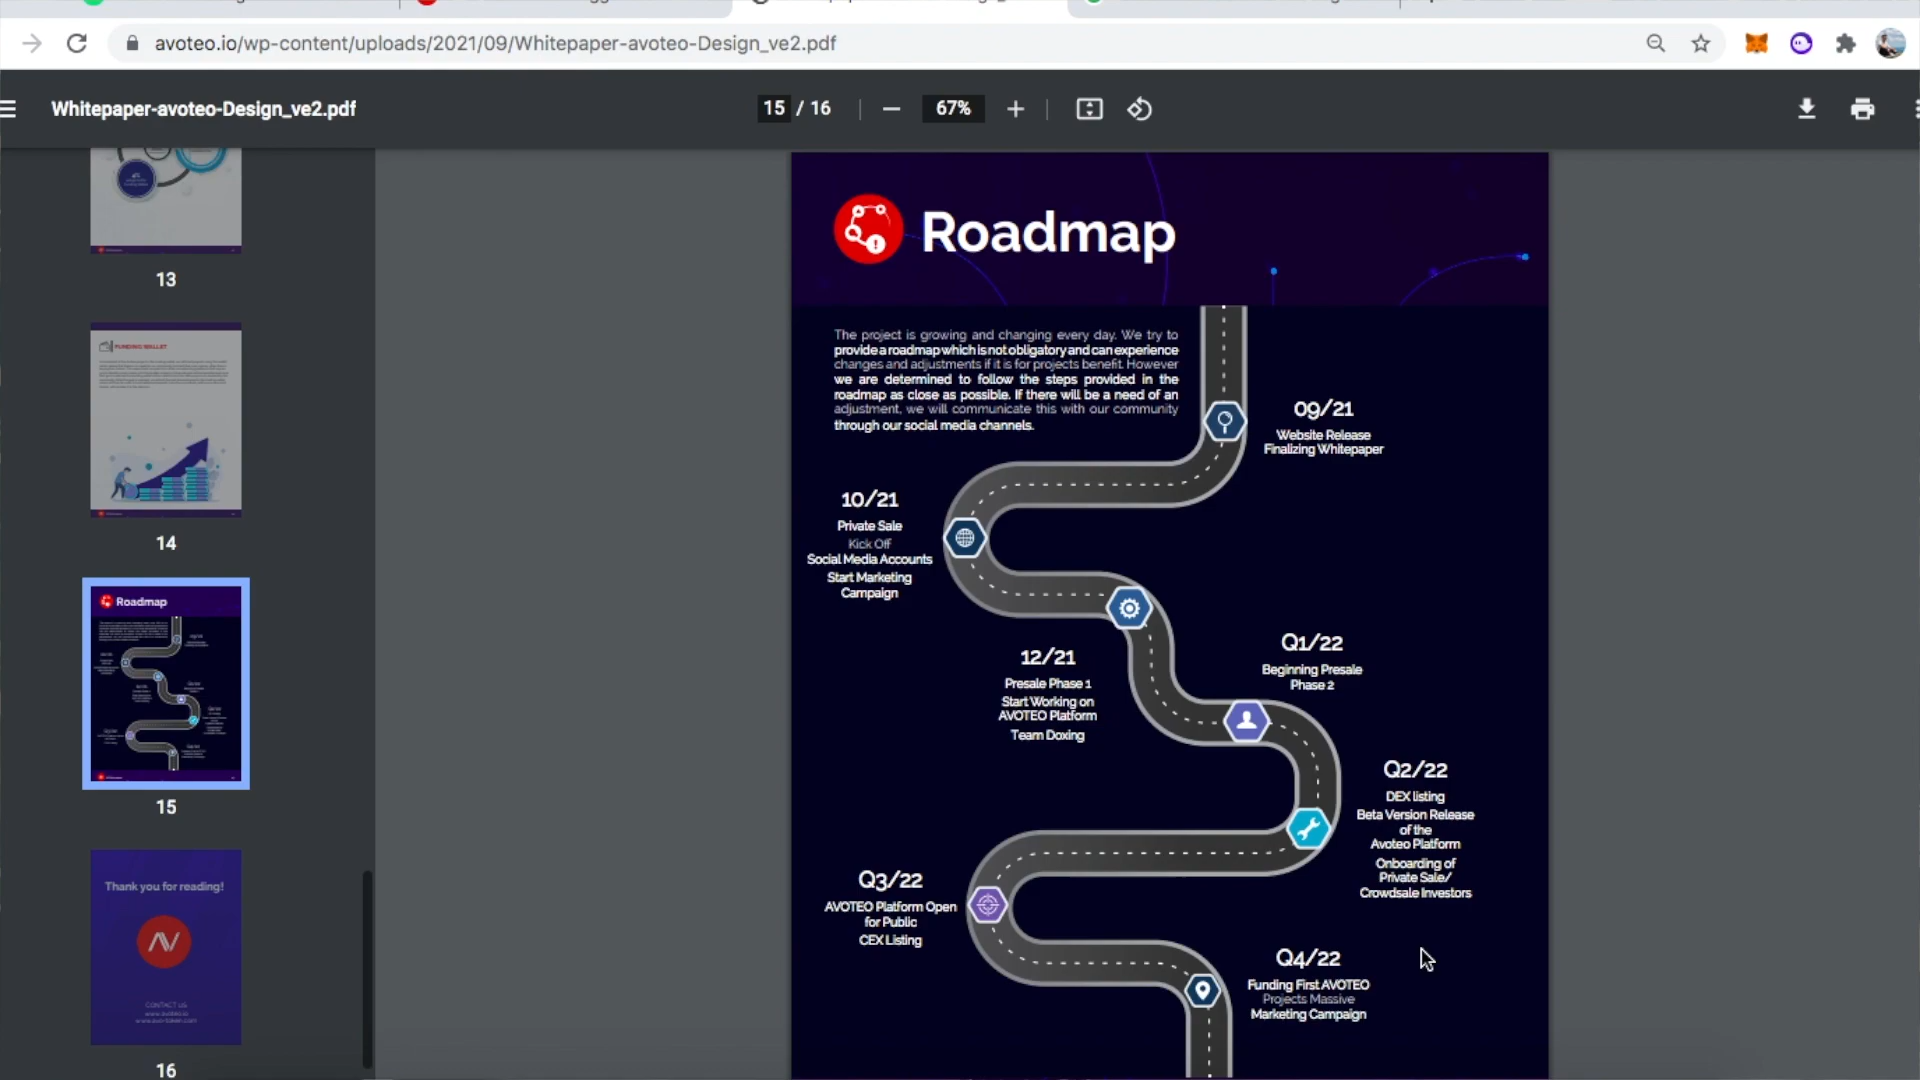 avoteo.io/wp-content/uploads/2021/09/Whitepaper-avoteo-Design_ve2.pdf
Whitepaper-avoteo-Design_ve2.pdf
15 / 16
67%
13
FUNDING WALLET
14
Roadmap
15
Thank you for reading!
CONTACT US
16
Roadmap
The project is growing and changing every day. We try to
provide a roadmap which is not obligatory and can experience
changes and adjustments if it is for projects benefit. However
we are determined to follow the steps provided in the
roadmap as close as possible. If there will be a need of an
adjustment, we will communicate this with our community
through our social media channels.
09/21
Website Release
Finalizing Whitepaper
10/21
Private Sale
Kick Off
Social Media Accounts
Start Marketing
Campaign
12/21
Presale Phase 1
Start Working on
AVOTEO Platform
Team Doxing
Q1/22
Beginning Presale
Phase 2
Q2/22
DEX listing
Beta Version Release
of the
Avoteo Platform
Onboarding of
Private Sale/
Crowdsale Investors
Q3/22
AVOTEO Platform Open
for Public
CEX Listing
Q4/22
Funding First AVOTEO
Projects Massive
Marketing Campaign